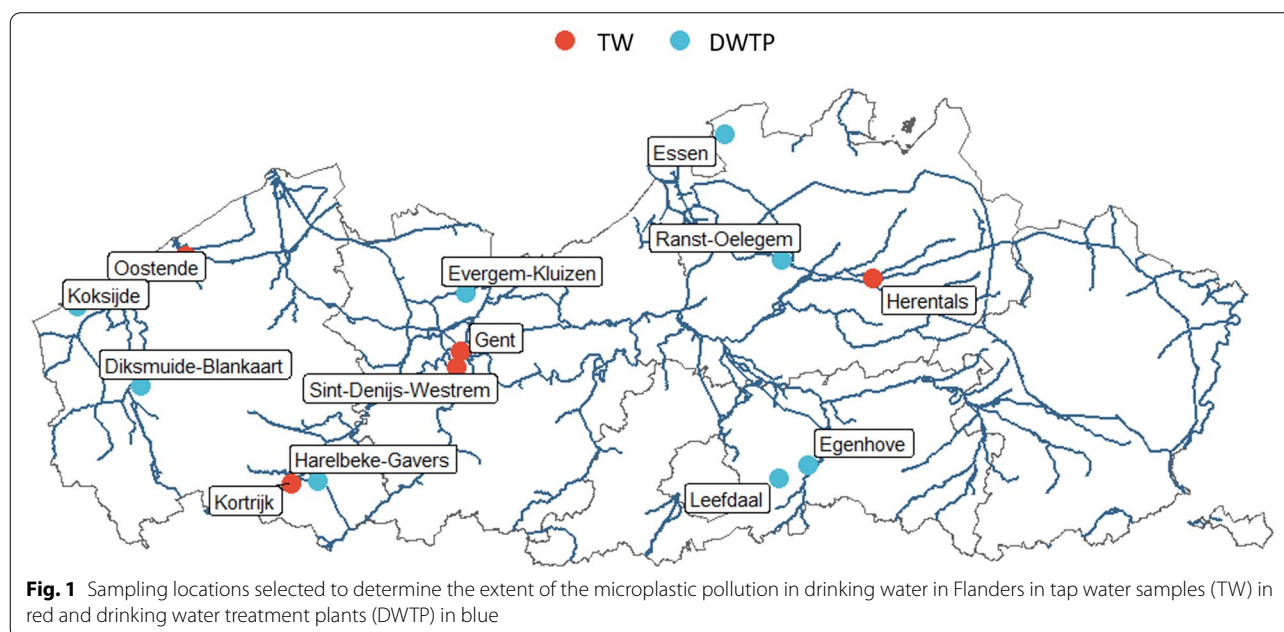 TW DWTP
Essen
Ranst-Oelegem
Oostende
Evergem-Kluizen
Koksijde
Herentals
Gent
Diksmuide-Blankaart
Sint-Denijs-Westrem
Egenhove
Harelbeke-Gavers
Leefdaal
Kortrijk
Fig. 1 Sampling locations selected to determine the extent of the microplastic pollution in drinking water in Flanders in tap water samples (TW) in
red and drinking water treatment plants (DWTP) in blue